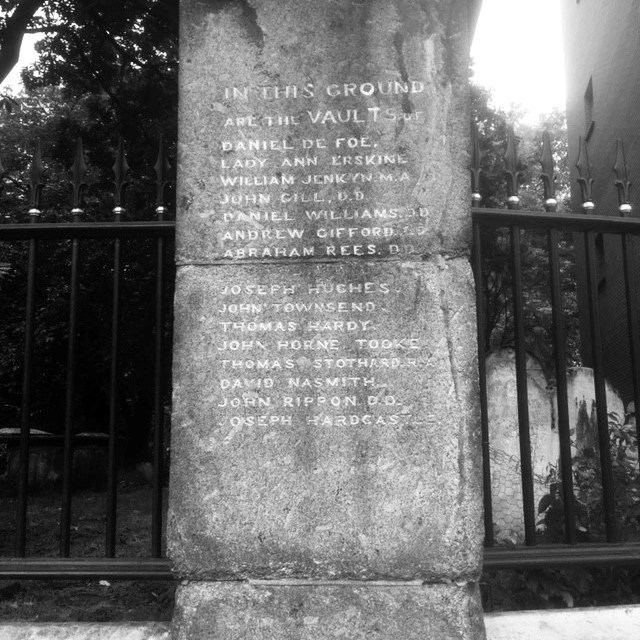 IN THIS GROUND
ARE THE VAULTS OF
DANIEL DE FOE.
LADY ANN ERSKINE
WILLIAM JENKYN. M.A
JOHN GILL. D.D.
DANIEL WILLIAMS. D.D
ANDREW GIFFORD. D.D
ABRAHAM REES. D.D
JOSEPH HUGHES
JOHN TOWNSEND
THOMAS HARDY.
JOHN HORNE TOOKE
THOMAS STOTHARD.
DAVID NASMITH.
JOHN RIPPON. D.D.
JOSEPH